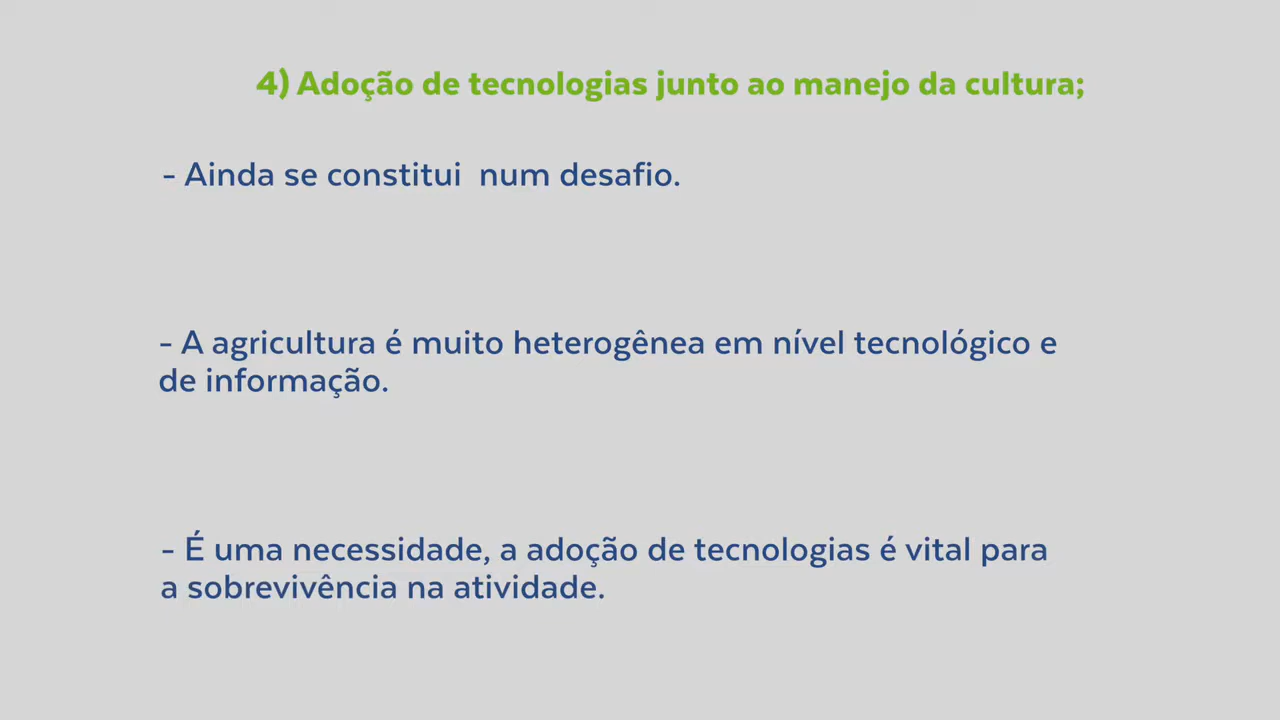 4) Adoção de tecnologias junto ao manejo da cultura;
- Ainda se constitui  num desafio.
- A agricultura é muito heterogênea em nível tecnológico e
de informação.
- É uma necessidade, a adoção de tecnologias é vital para
a sobrevivência na atividade.